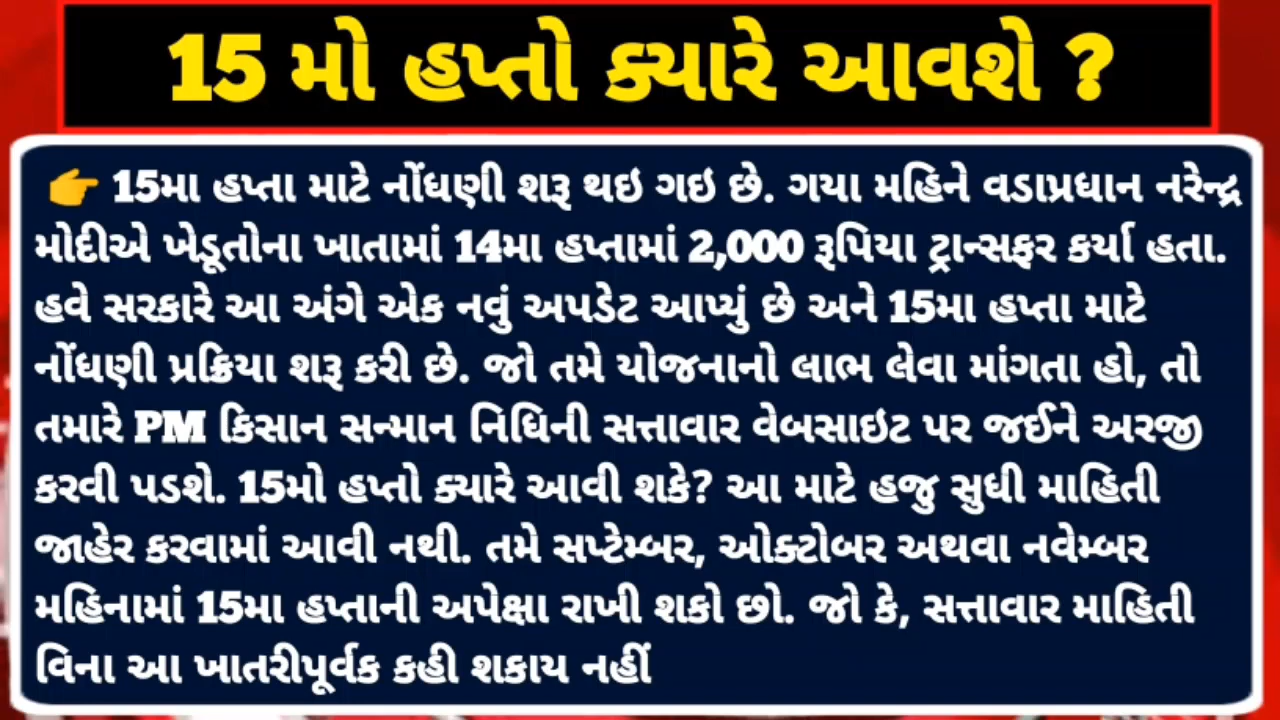 15 મો હપ્તો ક્યારે આવશે ?
👉 15મા હપ્તા માટે નોંધણી શરૂ થઇ ગઇ છે. ગયા મહિને વડાપ્રધાન નરેન્દ્ર
મોદીએ ખેડૂતોના ખાતામાં 14મા હપ્તામાં 2,000 રૂપિયા ટ્રાન્સફર કર્યા હતા.
હવે સરકારે આ અંગે એક નવું અપડેટ આપ્યું છે અને 15મા હપ્તા માટે
નોંધણી પ્રક્રિયા શરૂ કરી છે. જો તમે યોજનાનો લાભ લેવા માંગતા હો, તો
તમારે PM કિસાન સન્માન નિધિની સત્તાવાર વેબસાઇટ પર જઈને અરજી
કરવી પડશે. 15મો હપ્તો ક્યારે આવી શકે? આ માટે હજુ સુધી માહિતી
જાહેર કરવામાં આવી નથી. તમે સપ્ટેમ્બર, ઓક્ટોબર અથવા નવેમ્બર
મહિનામાં 15મા હપ્તાની અપેક્ષા રાખી શકો છો. જો કે, સત્તાવાર માહિતી
વિના આ ખાતરીપૂર્વક કહી શકાય નહીં